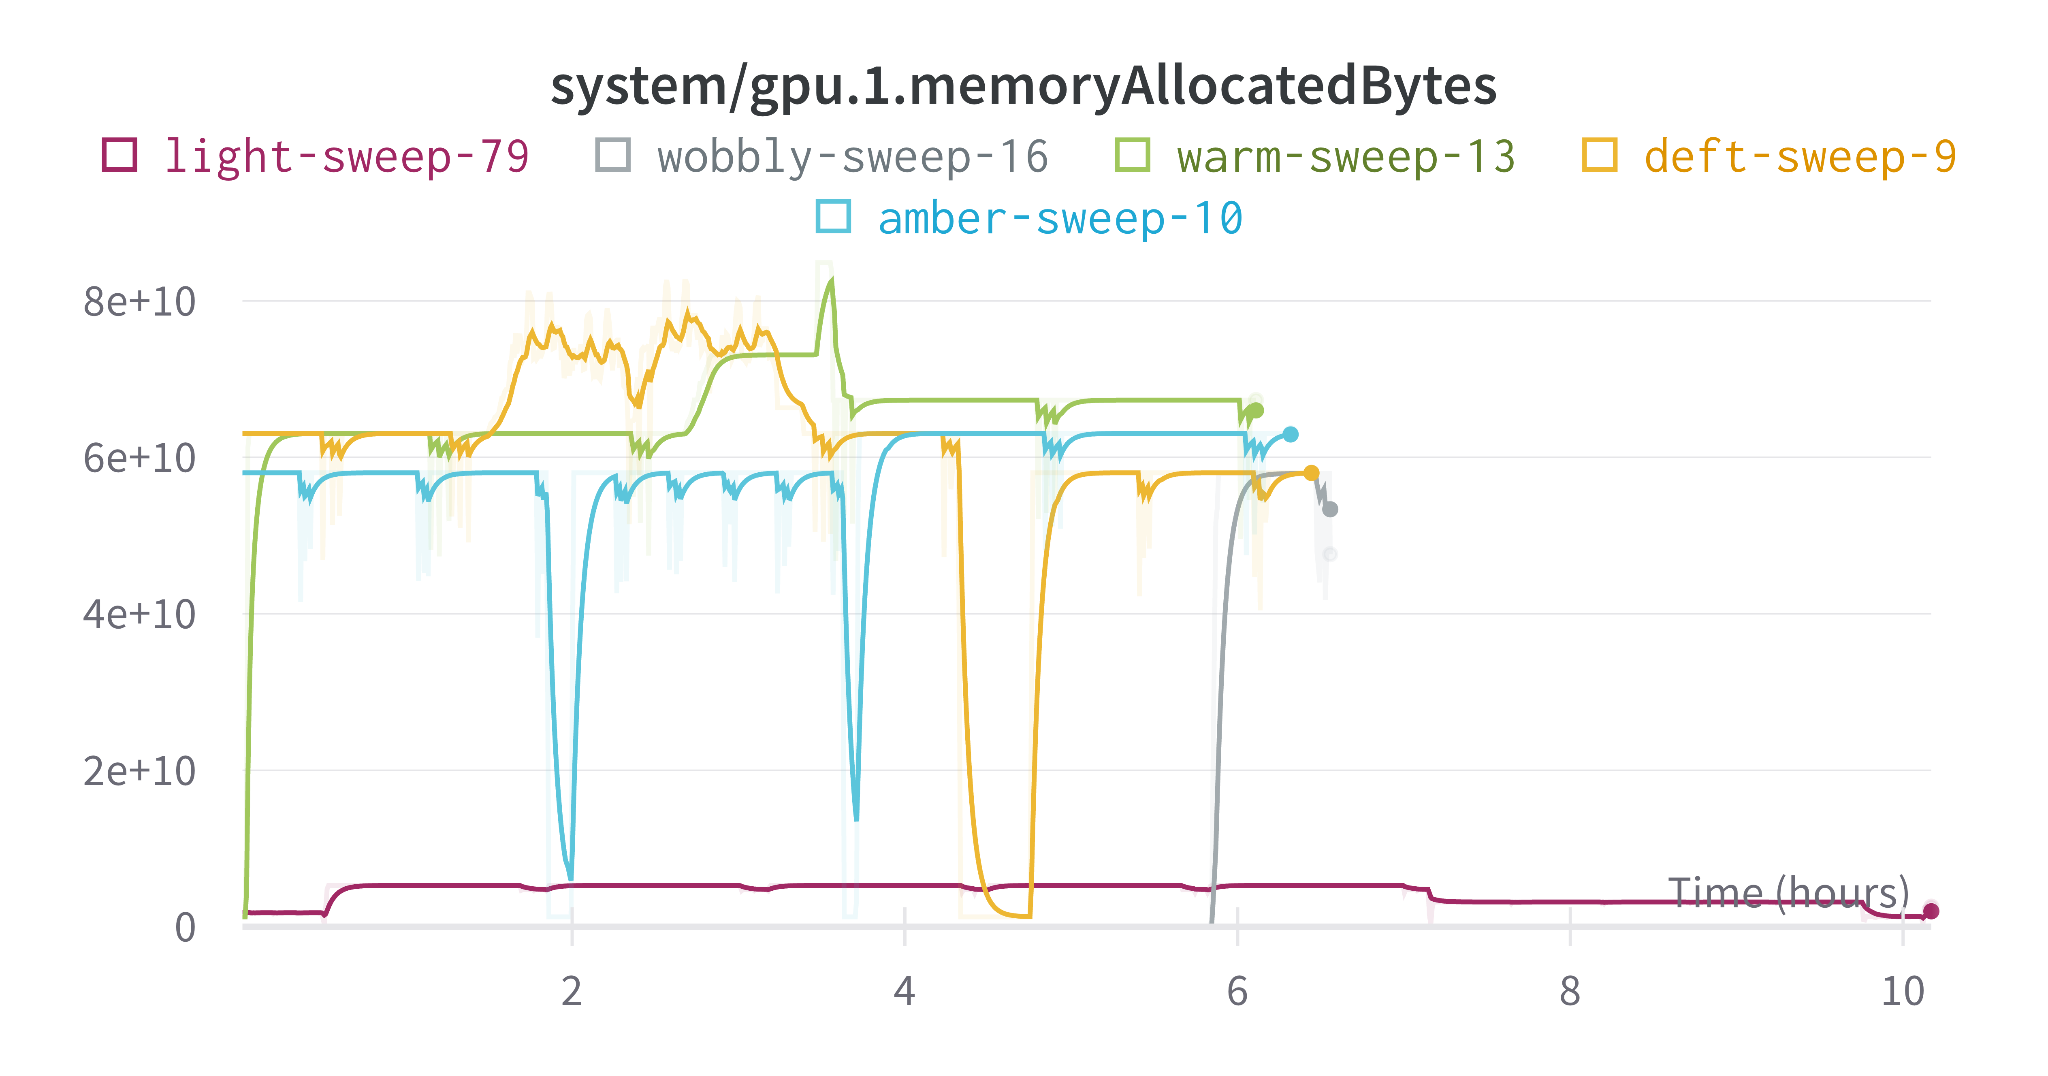 system/gpu.1.memoryAllocatedBytes
light-sweep-79 wobbly-sweep-16 warm-sweep-13 deft-sweep-9
amber-sweep-10
8e+10
6e+10
4e+10
2e+10
0
Time (hours)
2 4 6 8 10